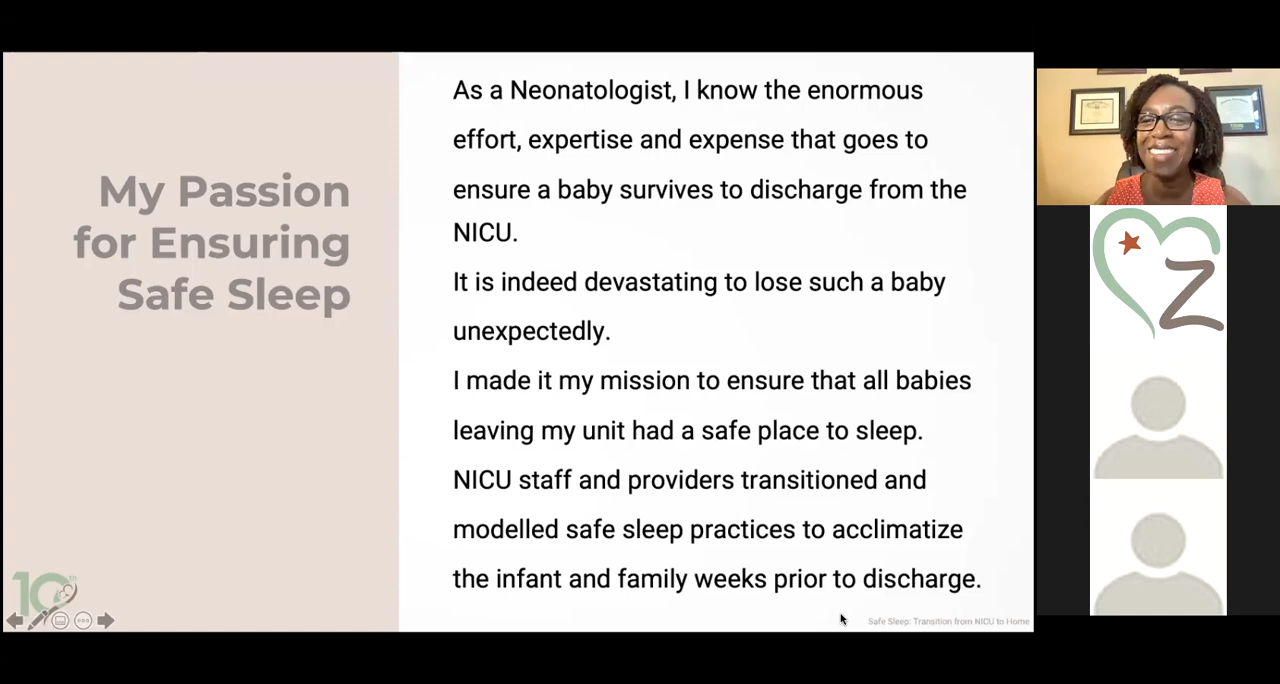 My Passion
for Ensuring
Safe Sleep
As a Neonatologist, I know the enormous
effort, expertise and expense that goes to
ensure a baby survives to discharge from the
NICU.
It is indeed devastating to lose such a baby
unexpectedly.
I made it my mission to ensure that all babies
leaving my unit had a safe place to sleep.
NICU staff and providers transitioned and
modelled safe sleep practices to acclimatize
the infant and family weeks prior to discharge.
10th
Safe Sleep: Transition from NICU to Home
Z